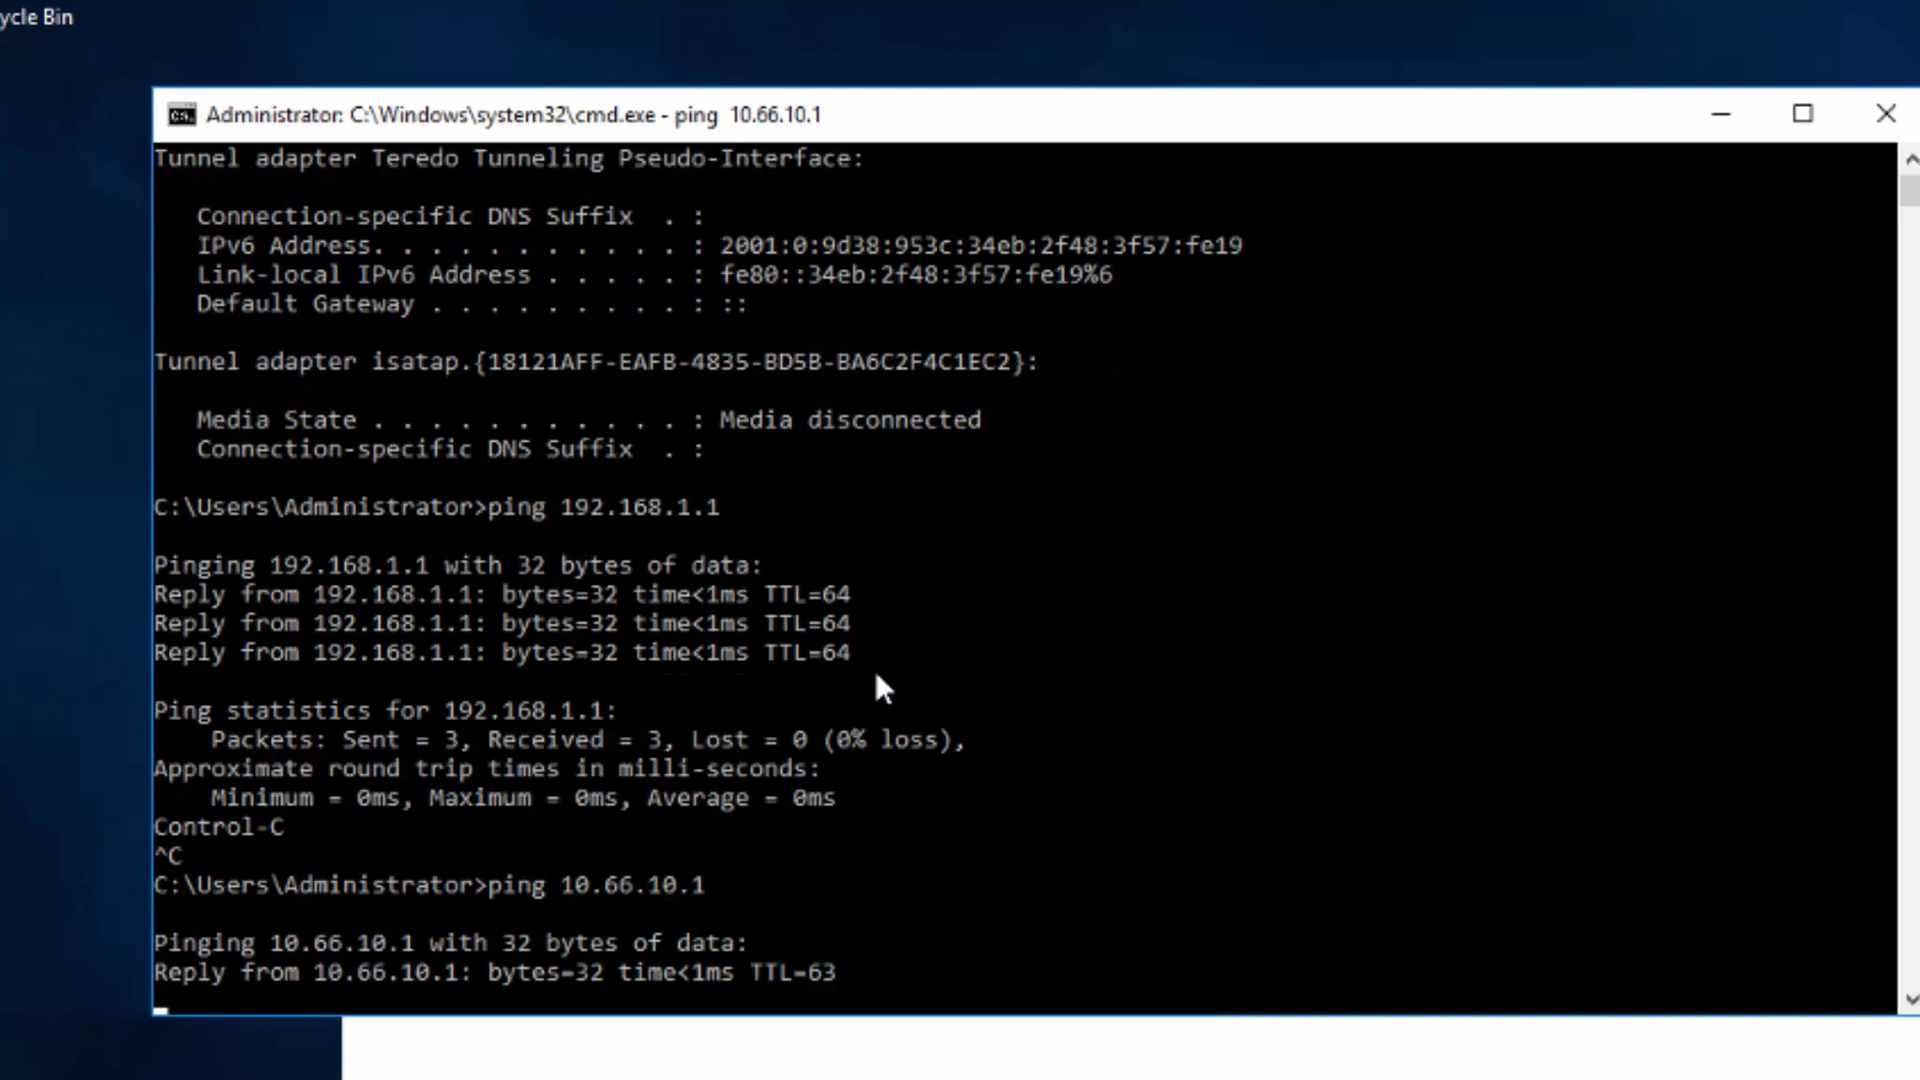 ycle Bin
Administrator: C:\Windows\system32\cmd.exe - ping  10.66.10.1
Tunnel adapter Teredo Tunneling Pseudo-Interface:
Connection-specific DNS Suffix  . :
IPv6 Address. . . . . . . . . . . : 2001:0:9d38:953c:34eb:2f48:3f57:fe19
Link-local IPv6 Address . . . . . : fe80::34eb:2f48:3f57:fe19%6
Default Gateway . . . . . . . . . : ::
Tunnel adapter isatap.{18121AFF-EAFB-4835-BD5B-BA6C2F4C1EC2}:
Media State . . . . . . . . . . . : Media disconnected
Connection-specific DNS Suffix  . :
C:\Users\Administrator>ping 192.168.1.1
Pinging 192.168.1.1 with 32 bytes of data:
Reply from 192.168.1.1: bytes=32 time<1ms TTL=64
Reply from 192.168.1.1: bytes=32 time<1ms TTL=64
Reply from 192.168.1.1: bytes=32 time<1ms TTL=64
Ping statistics for 192.168.1.1:
Packets: Sent = 3, Received = 3, Lost = 0 (0% loss),
Approximate round trip times in milli-seconds:
Minimum = 0ms, Maximum = 0ms, Average = 0ms
Control-C
^C
C:\Users\Administrator>ping 10.66.10.1
Pinging 10.66.10.1 with 32 bytes of data:
Reply from 10.66.10.1: bytes=32 time<1ms TTL=63